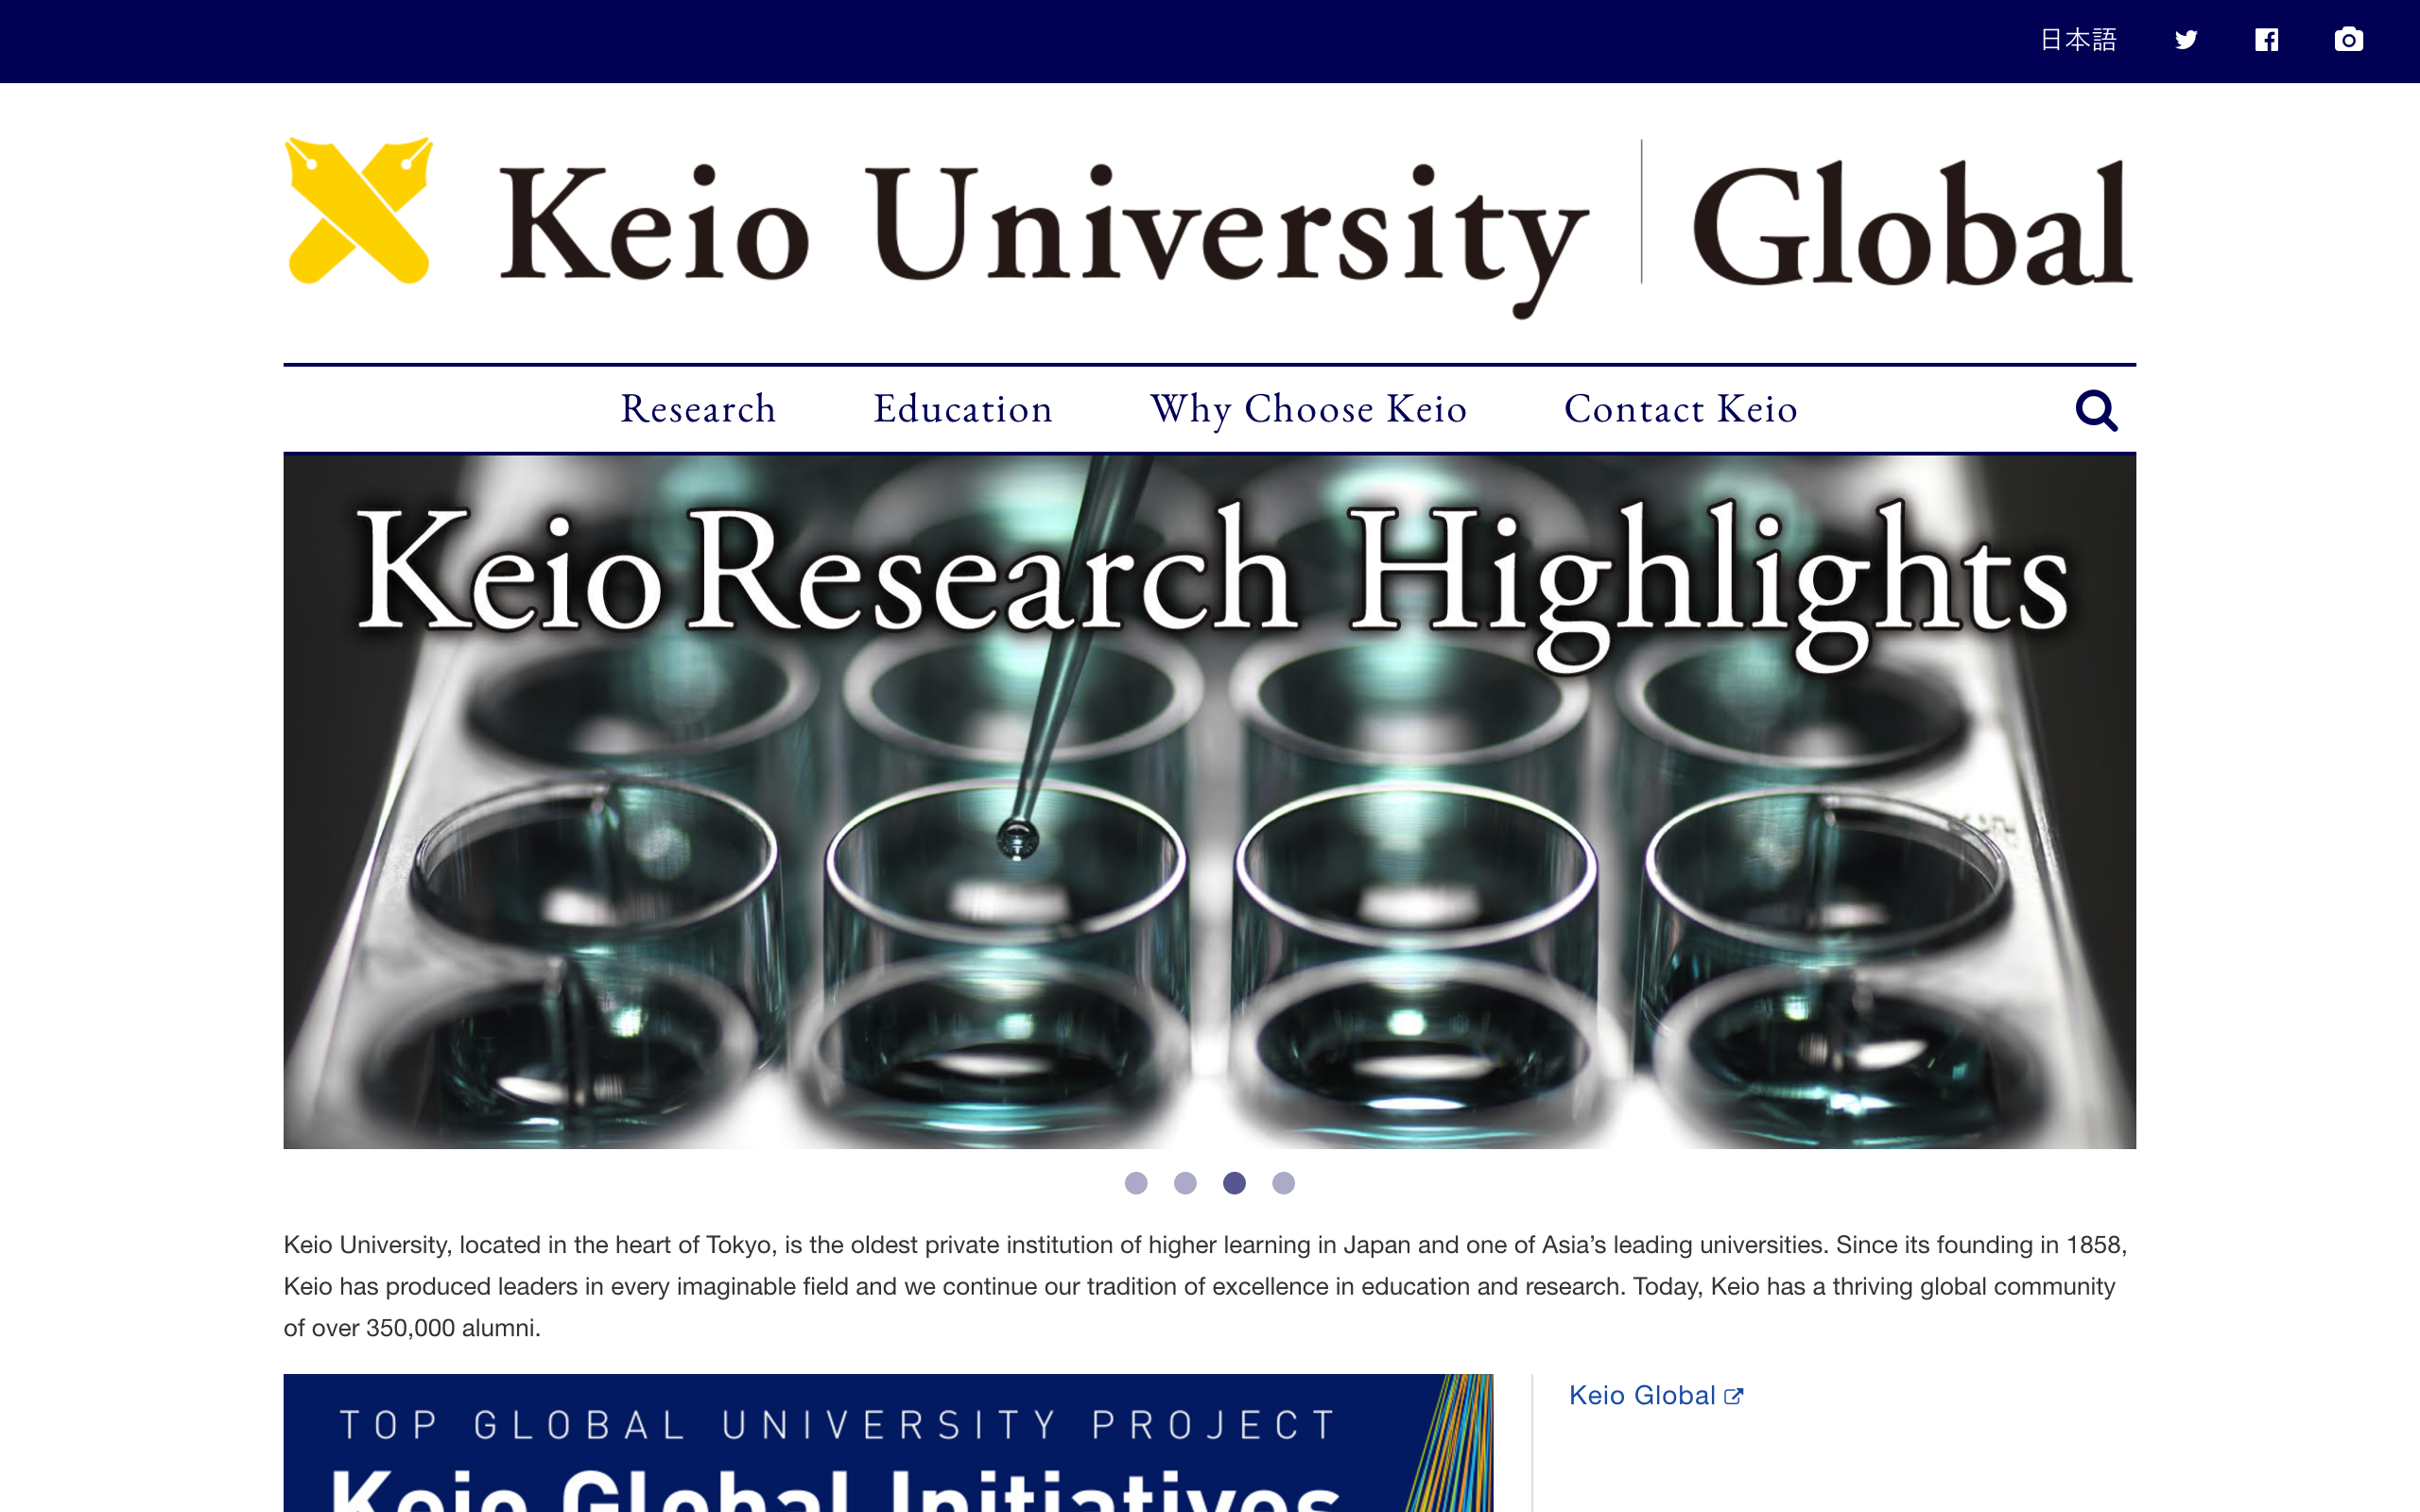 日本語
Keio University Global
Research Education Why Choose Keio Contact Keio
Keio Research Highlights
Keio University, located in the heart of Tokyo, is the oldest private institution of higher learning in Japan and one of Asia’s leading universities. Since its founding in 1858,
Keio has produced leaders in every imaginable field and we continue our tradition of excellence in education and research. Today, Keio has a thriving global community
of over 350,000 alumni.
TOP GLOBAL UNIVERSITY PROJECT
Keio Global Initiatives
Keio Global